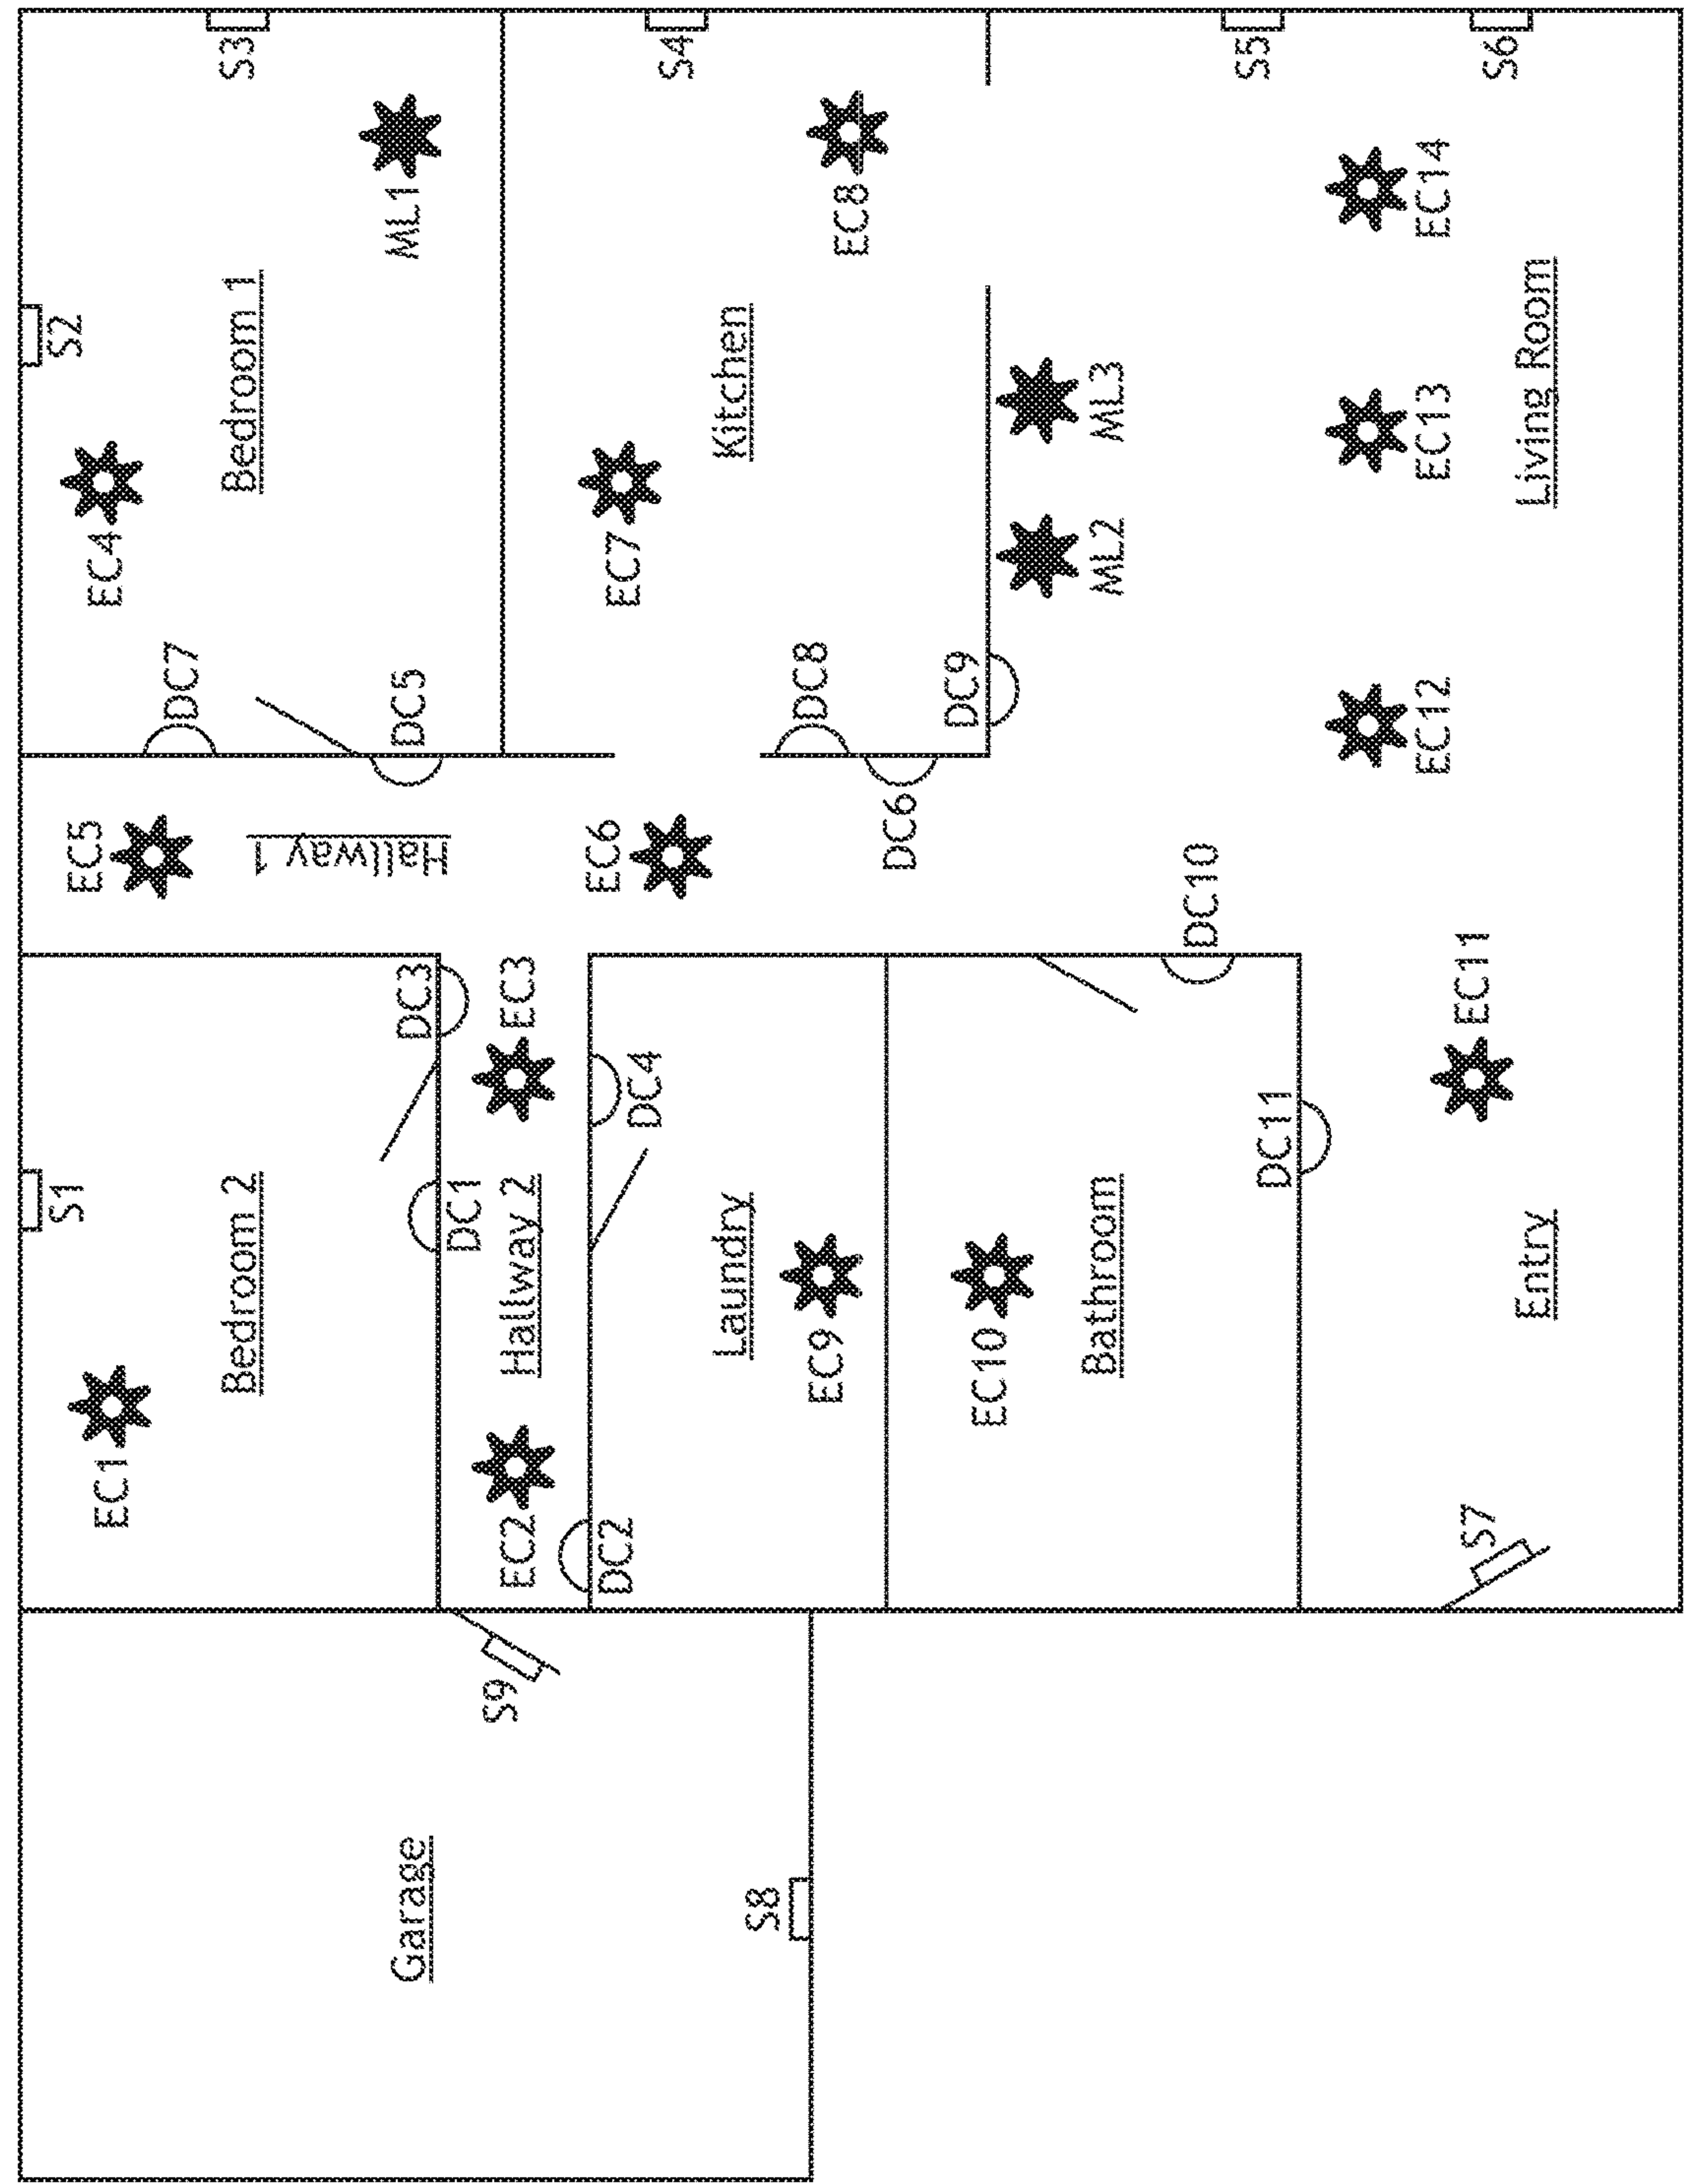 S1
S2
EC5
EC1
EC4
DC7
Bedroom 2
Bedroom 1
S3
Hallway 1
Garage
DC3
DC5
ML1
DC1
S9
EC2
Hallway 2
EC3
DC2
EC6
EC7
DC4
S4
S8
Laundry
Kitchen
EC9
DC8
EC8
DC6
DC9
EC10
Bathroom
ML2
ML3
DC10
S5
DC11
EC12
EC13
EC14
S7
EC11
S6
Entry
Living Room